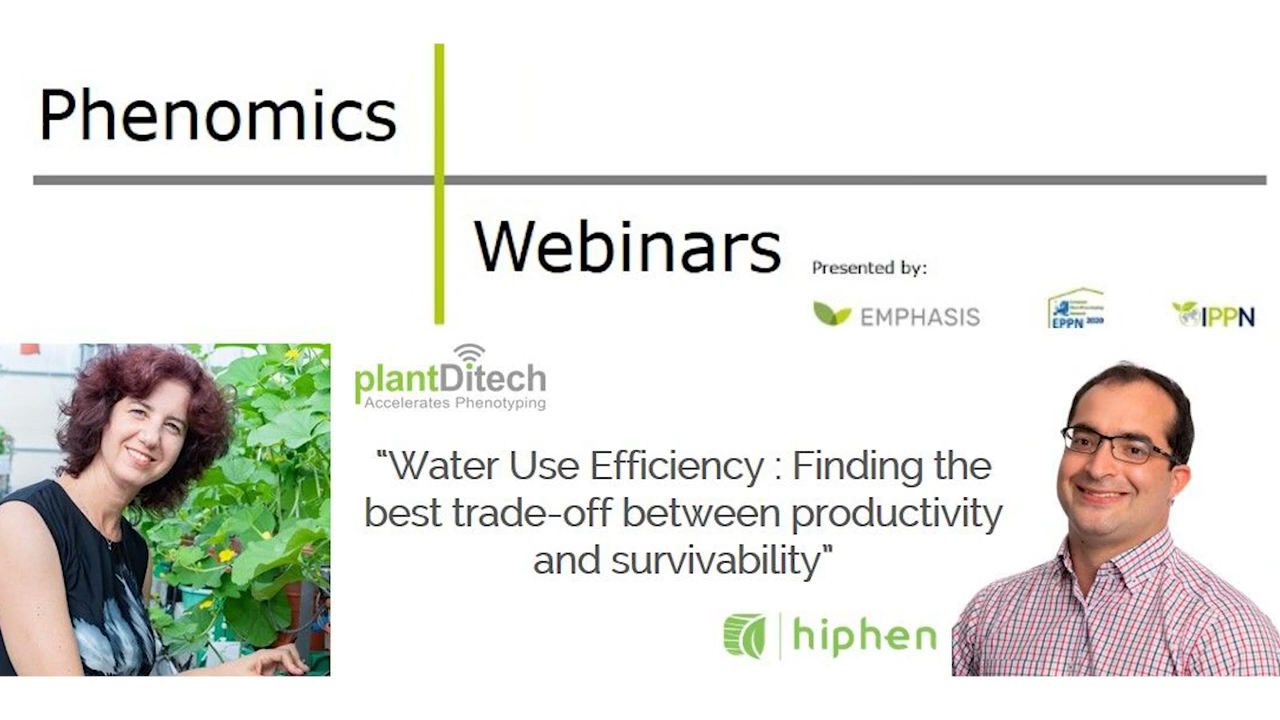 Phenomics
Webinars
Presented by:
EMPHASIS
EPPN 2020
IPPN
plantDitech
Accelerates Phenotyping
“Water Use Efficiency : Finding the
best trade-off between productivity
and survivability”
hiphen